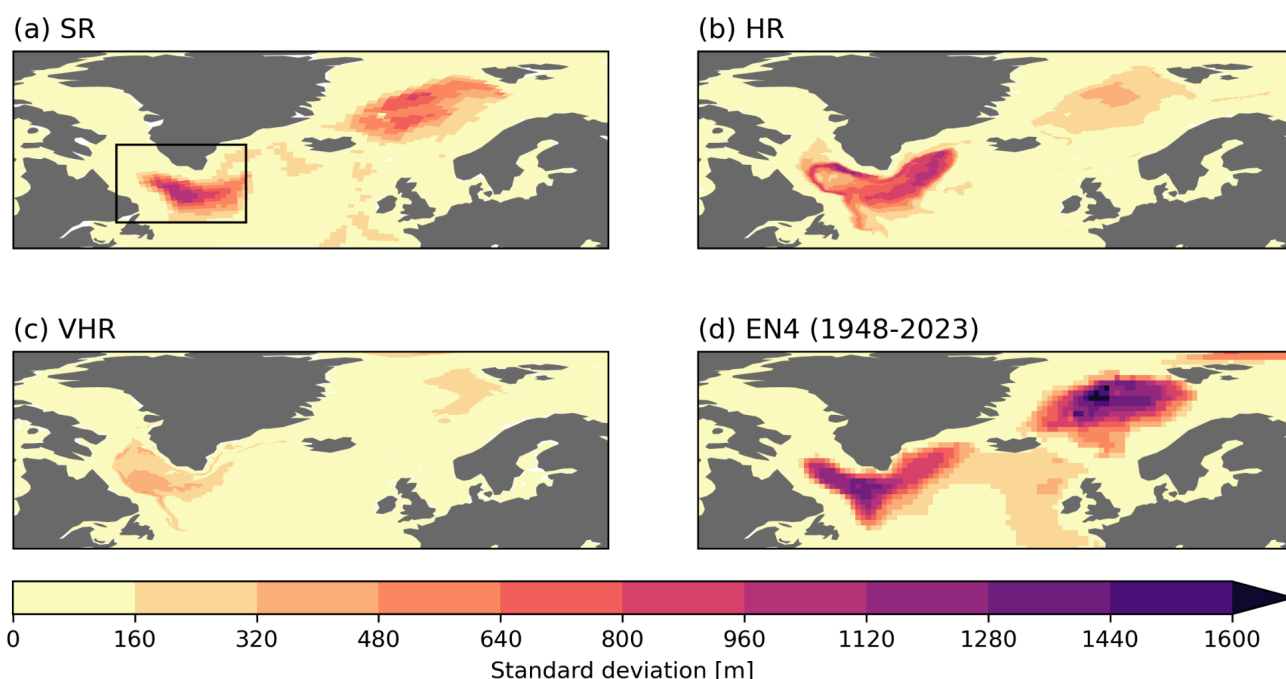 (a) SR
(b) HR
(c) VHR
(d) EN4 (1948-2023)
0 160 320 480 640 800 960 1120 1280 1440 1600
Standard deviation [m]